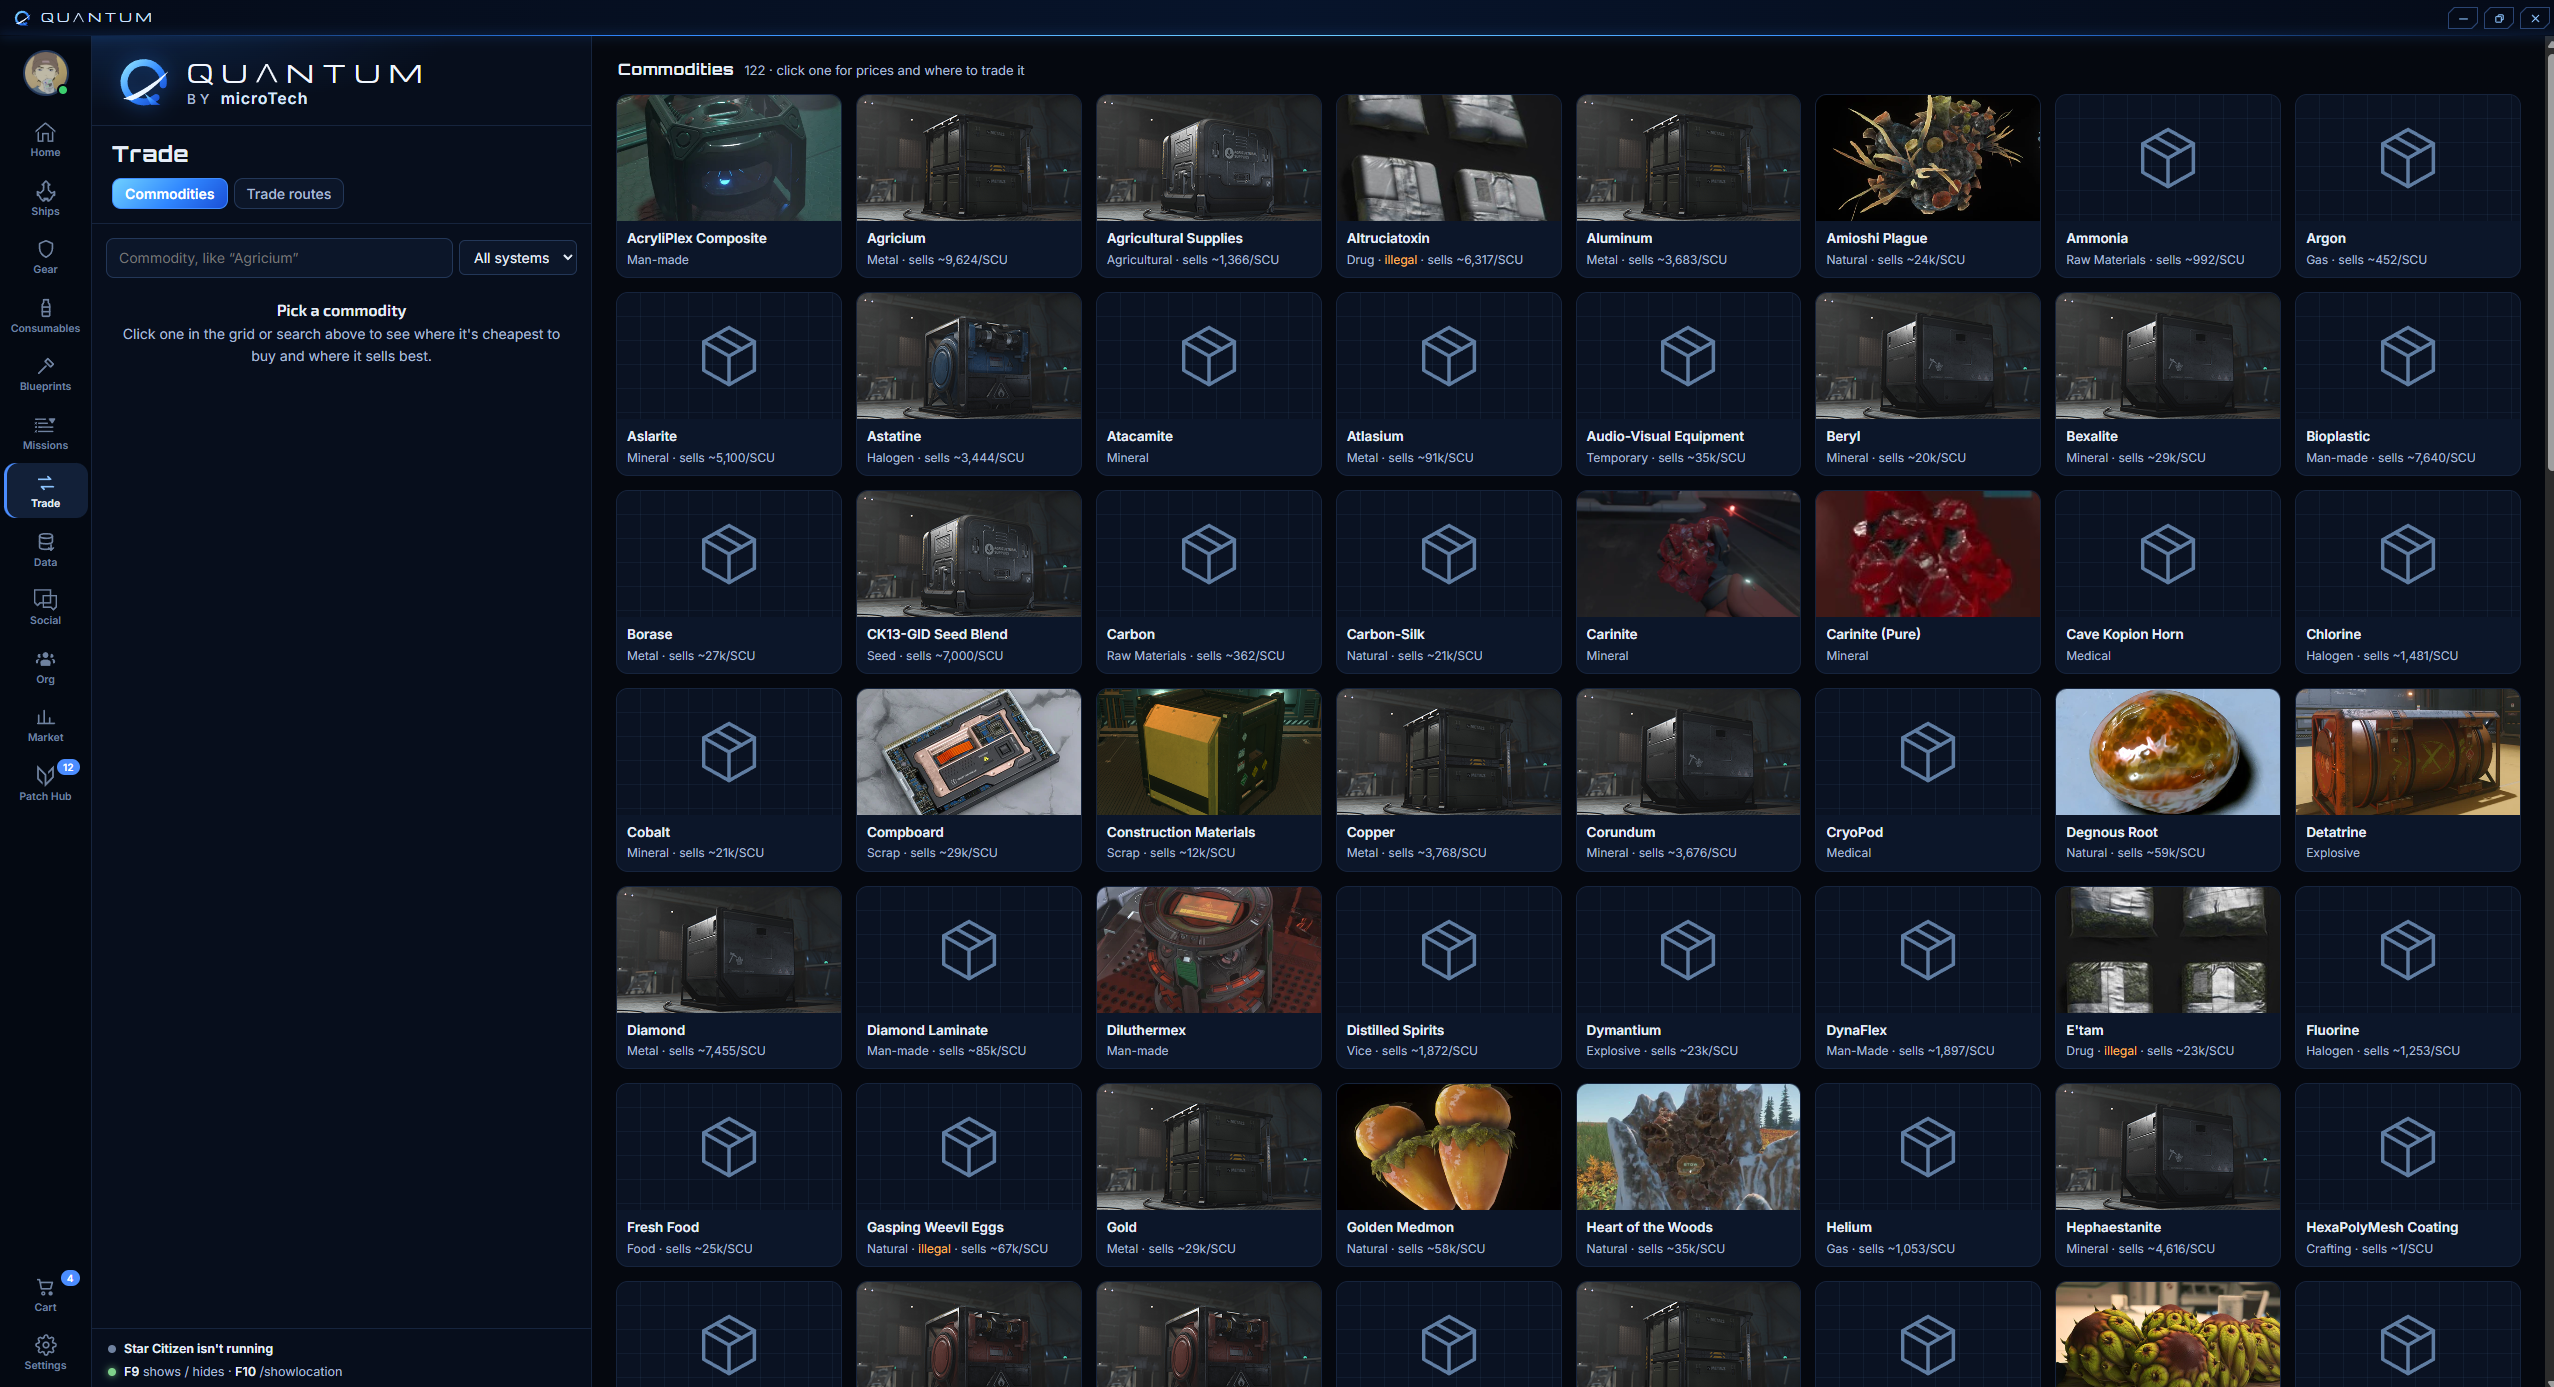 QUANTUM
QUANTUM
BY microTech
Home
Ships
Gear
Consumables
Blueprints
Missions
Trade
Data
Social
Org
Market
12
Patch Hub
4
Cart
Settings
Trade
Commodities
Trade routes
Commodity, like “Agricium”
All systems
Pick a commodity
Click one in the grid or search above to see where it's cheapest to
buy and where it sells best.
Star Citizen isn't running
F9 shows / hides · F10 /showlocation
Commodities 122 · click one for prices and where to trade it
AcryliPlex Composite
Man-made
Agricium
Metal · sells ~9,624/SCU
Agricultural Supplies
Agricultural · sells ~1,366/SCU
Altruciatoxin
Drug · illegal · sells ~6,317/SCU
Aluminum
Metal · sells ~3,683/SCU
Amioshi Plague
Natural · sells ~24k/SCU
Ammonia
Raw Materials · sells ~992/SCU
Argon
Gas · sells ~452/SCU
Aslarite
Mineral · sells ~5,100/SCU
Astatine
Halogen · sells ~3,444/SCU
Atacamite
Mineral
Atlasium
Metal · sells ~91k/SCU
Audio-Visual Equipment
Temporary · sells ~35k/SCU
Beryl
Mineral · sells ~20k/SCU
Bexalite
Mineral · sells ~29k/SCU
Bioplastic
Man-made · sells ~7,640/SCU
Borase
Metal · sells ~27k/SCU
CK13-GID Seed Blend
Seed · sells ~7,000/SCU
Carbon
Raw Materials · sells ~362/SCU
Carbon-Silk
Natural · sells ~21k/SCU
Carinite
Mineral
Carinite (Pure)
Mineral
Cave Kopion Horn
Medical
Chlorine
Halogen · sells ~1,481/SCU
Cobalt
Mineral · sells ~21k/SCU
Compboard
Scrap · sells ~29k/SCU
Construction Materials
Scrap · sells ~12k/SCU
Copper
Metal · sells ~3,768/SCU
Corundum
Mineral · sells ~3,676/SCU
CryoPod
Medical
Degnous Root
Natural · sells ~59k/SCU
Detatrine
Explosive
Diamond
Metal · sells ~7,455/SCU
Diamond Laminate
Man-made · sells ~85k/SCU
Diluthermex
Man-made
Distilled Spirits
Vice · sells ~1,872/SCU
Dymantium
Explosive · sells ~23k/SCU
DynaFlex
Man-Made · sells ~1,897/SCU
E'tam
Drug · illegal · sells ~23k/SCU
Fluorine
Halogen · sells ~1,253/SCU
Fresh Food
Food · sells ~25k/SCU
Gasping Weevil Eggs
Natural · illegal · sells ~67k/SCU
Gold
Metal · sells ~29k/SCU
Golden Medmon
Natural · sells ~58k/SCU
Heart of the Woods
Natural · sells ~35k/SCU
Helium
Gas · sells ~1,053/SCU
Hephaestanite
Mineral · sells ~4,616/SCU
HexaPolyMesh Coating
Crafting · sells ~1/SCU